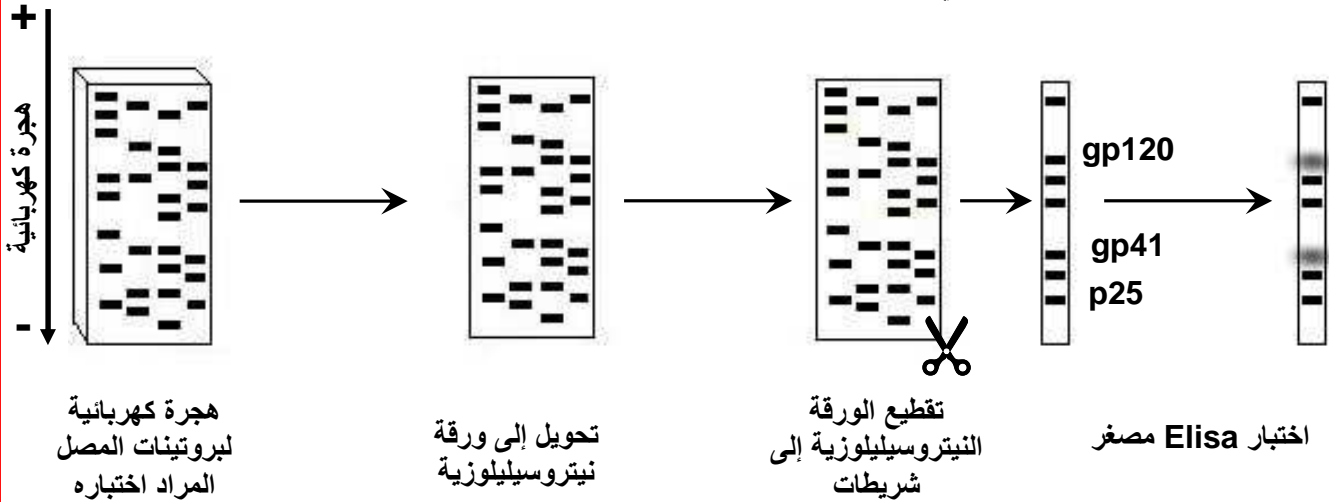 +
هجرة كهربائية
-
gp120
gp41
p25
هجرة كهربائية
لبروتينات المصل
المراد اختباره
تحويل إلى ورقة
نيتروسيليلوزية
تقطيع الورقة
النيتروسيليلوزية إلى
شريطات
اختبار Elisa مصغر